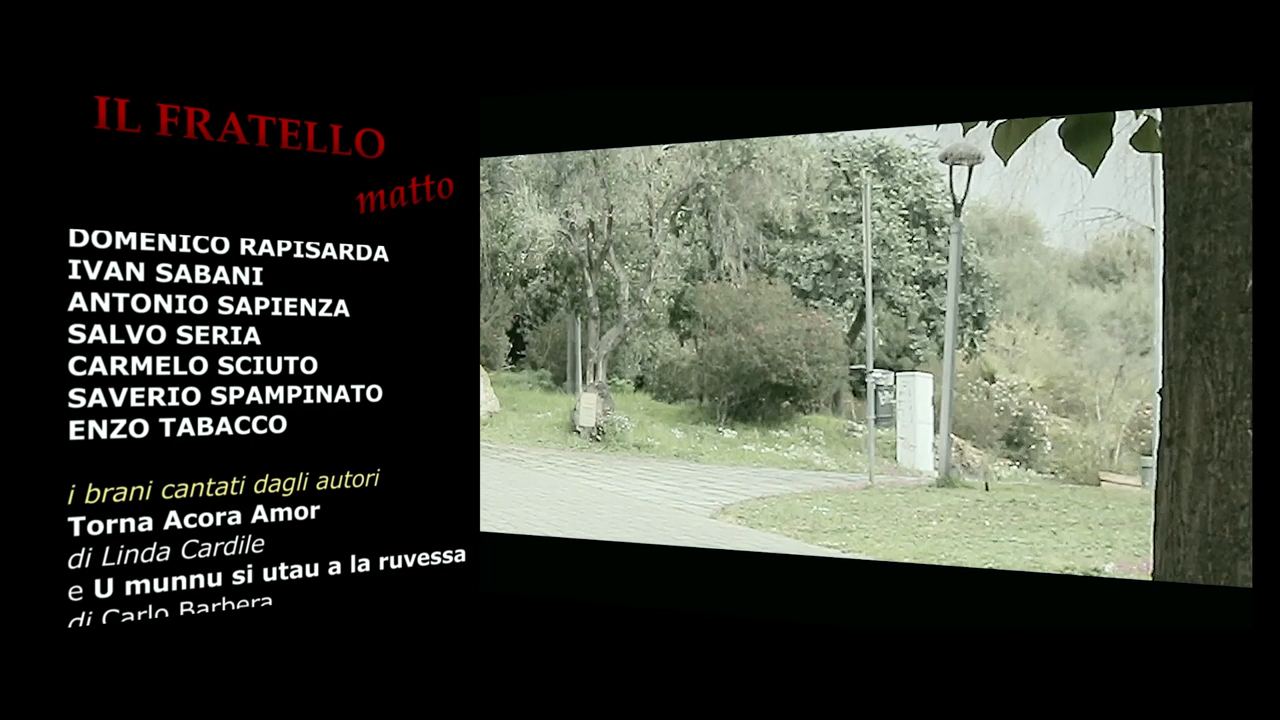 IL FRATELLO
matto
DOMENICO RAPISARDA
IVAN SABANI
ANTONIO SAPIENZA
SALVO SERIA
CARMELO SCIUTO
SAVERIO SPAMPINATO
ENZO TABACCO
i brani cantati dagli autori
Torna Acora Amor
di Linda Cardile
e U munnu si utau a la ruvessa
di Carlo Barbera